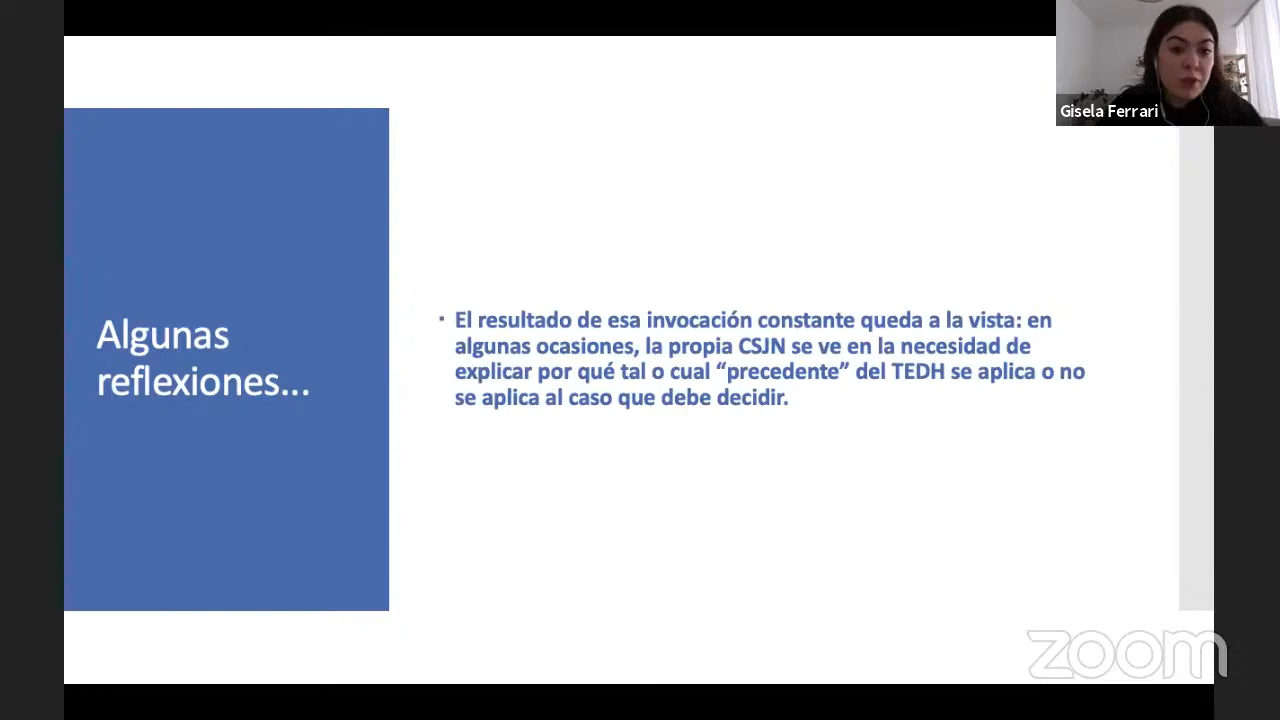 Gisela Ferrari
Algunas
reflexiones...
▪ El resultado de esa invocación constante queda a la vista: en
algunas ocasiones, la propia CSJN se ve en la necesidad de
explicar por qué tal o cual “precedente” del TEDH se aplica o no
se aplica al caso que debe decidir.
zoom